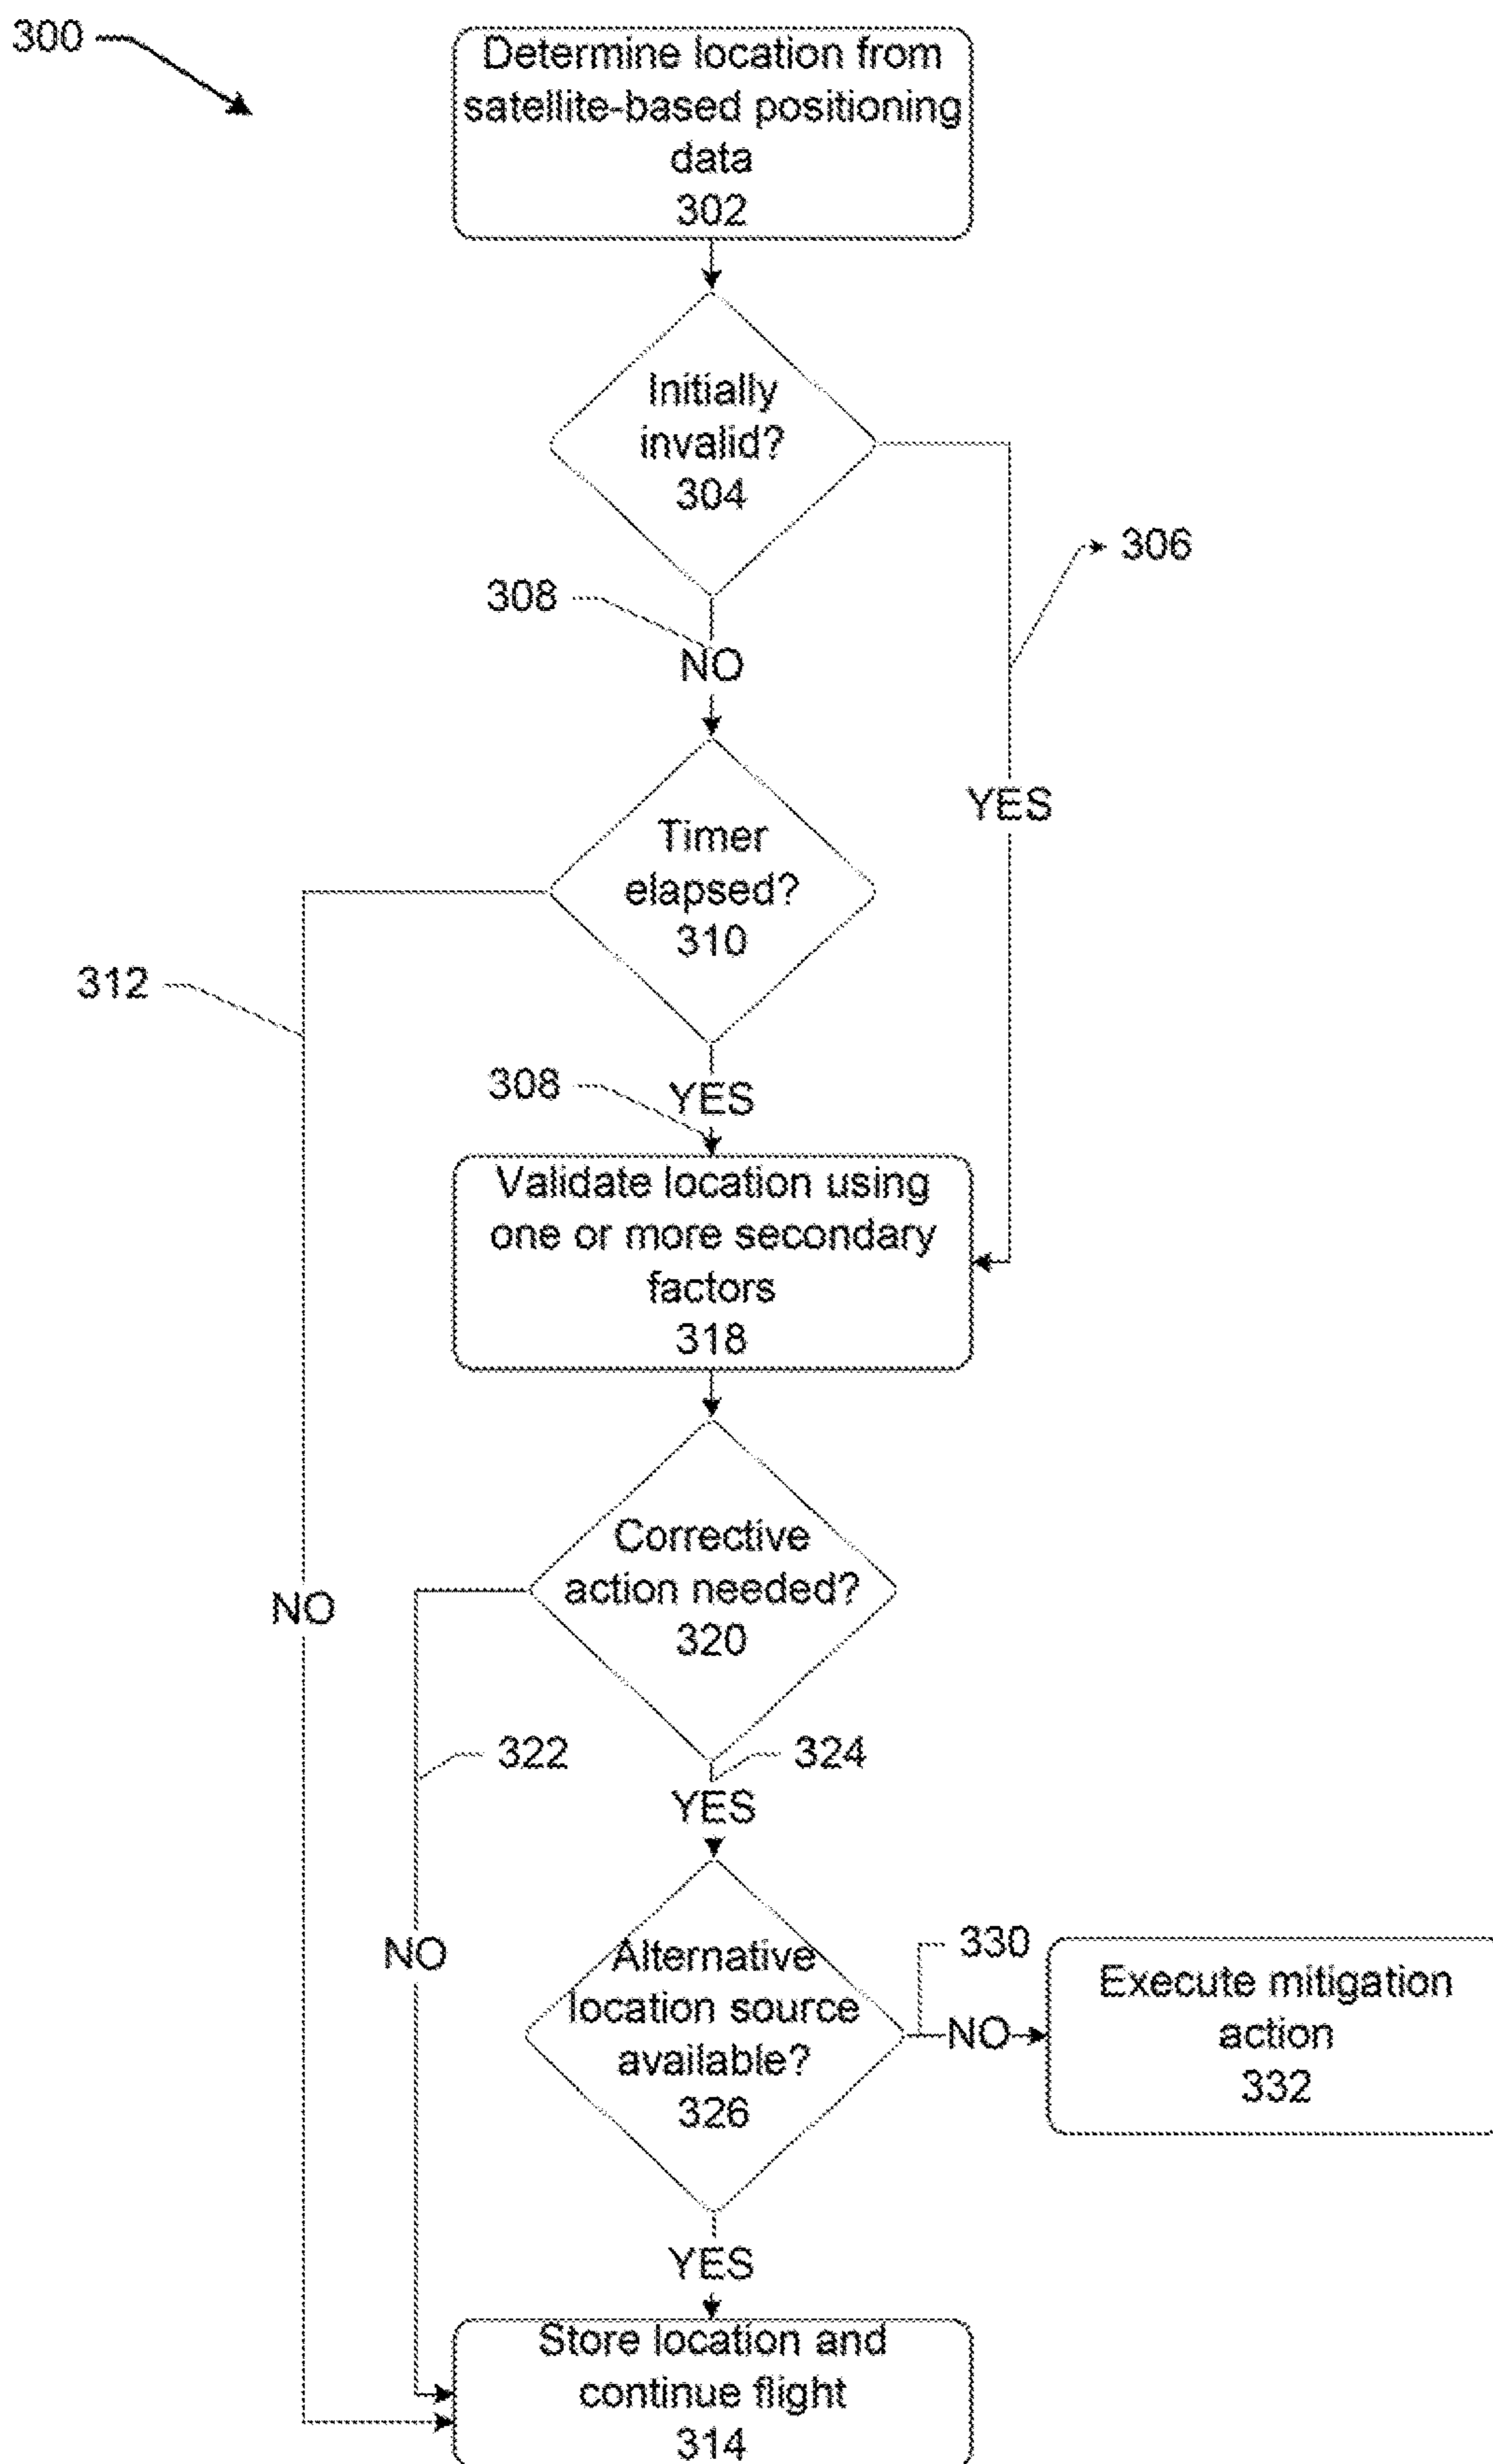 300
Determine location from
satellite-based positioning
data
302
Initially
invalid?
304
306
308
NO
YES
Timer
elapsed?
310
312
308
YES
Validate location using
one or more secondary
factors
318
Corrective
action needed?
320
NO
322
324
YES
NO
Alternative
location source
available?
326
330
NO
Execute mitigation
action
332
YES
Store location and
continue flight
314